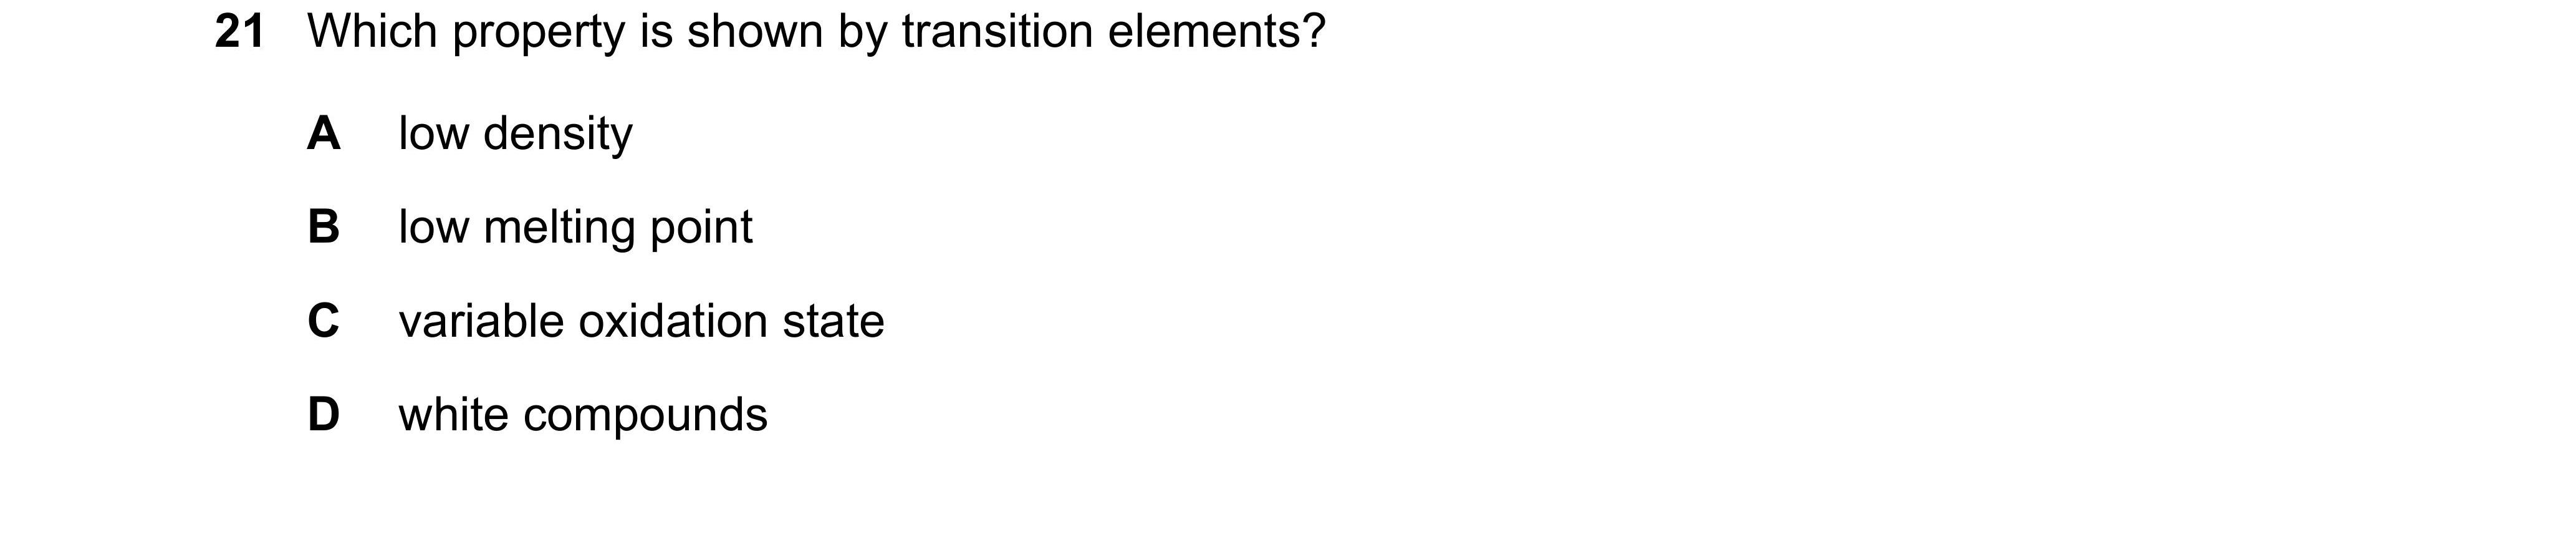 21 Which property is shown by transition elements?
A low density
B low melting point
C variable oxidation state
D white compounds